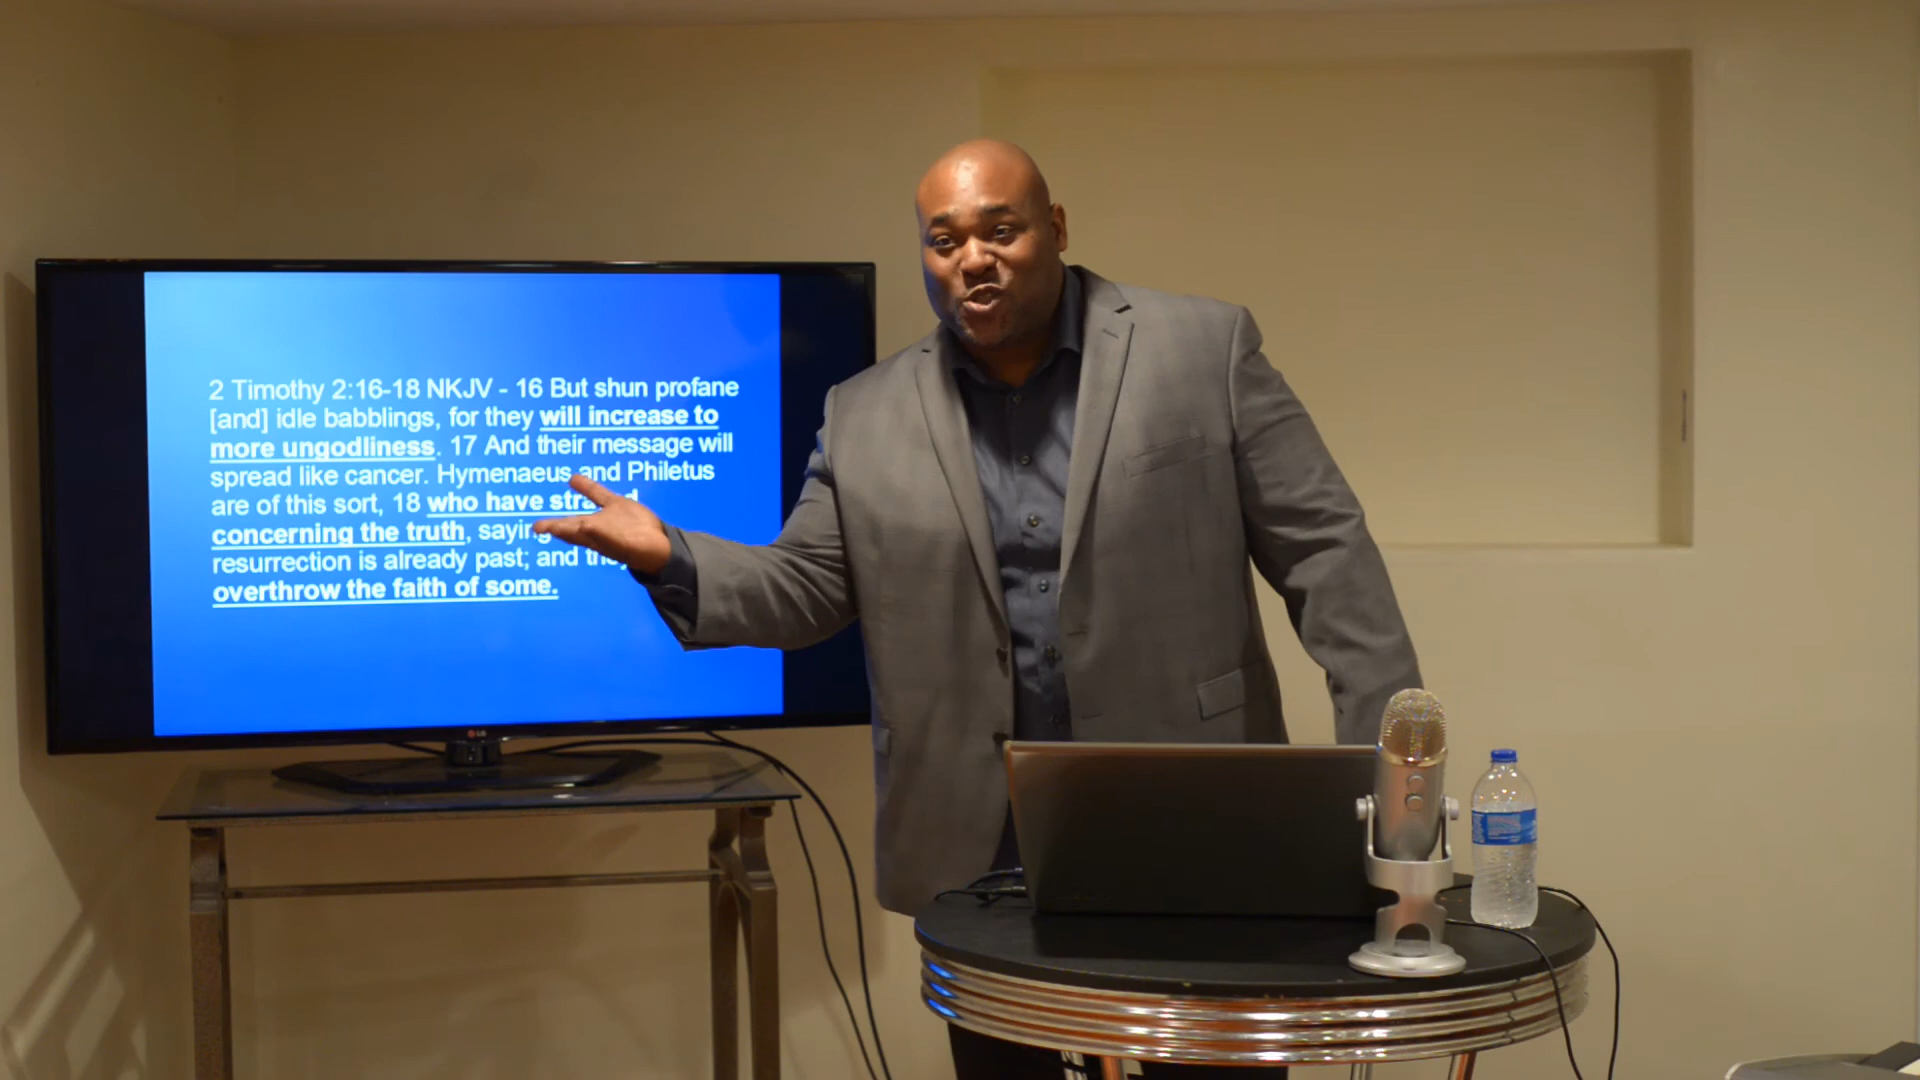 2 Timothy 2:16-18 NKJV - 16 But shun profane
[and] idle babblings, for they will increase to
more ungodliness. 17 And their message will
spread like cancer. Hymenaeus and Philetus
are of this sort, 18 who have
concerning the truth, saying
resurrection is already past; and
overthrow the faith of some.
LG